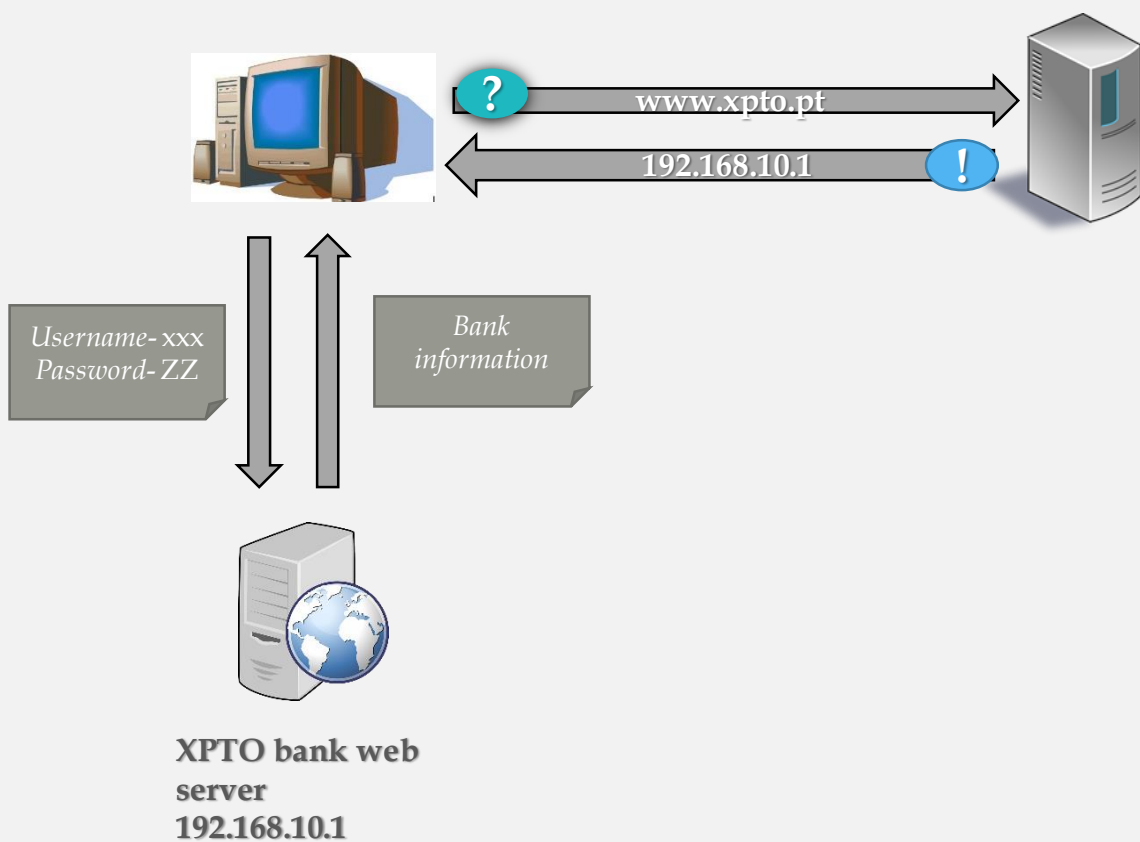 ?
www.xpto.pt
192.168.10.1
!
Username- xxx
Password- ZZ
Bank
information
XPTO bank web
server
192.168.10.1